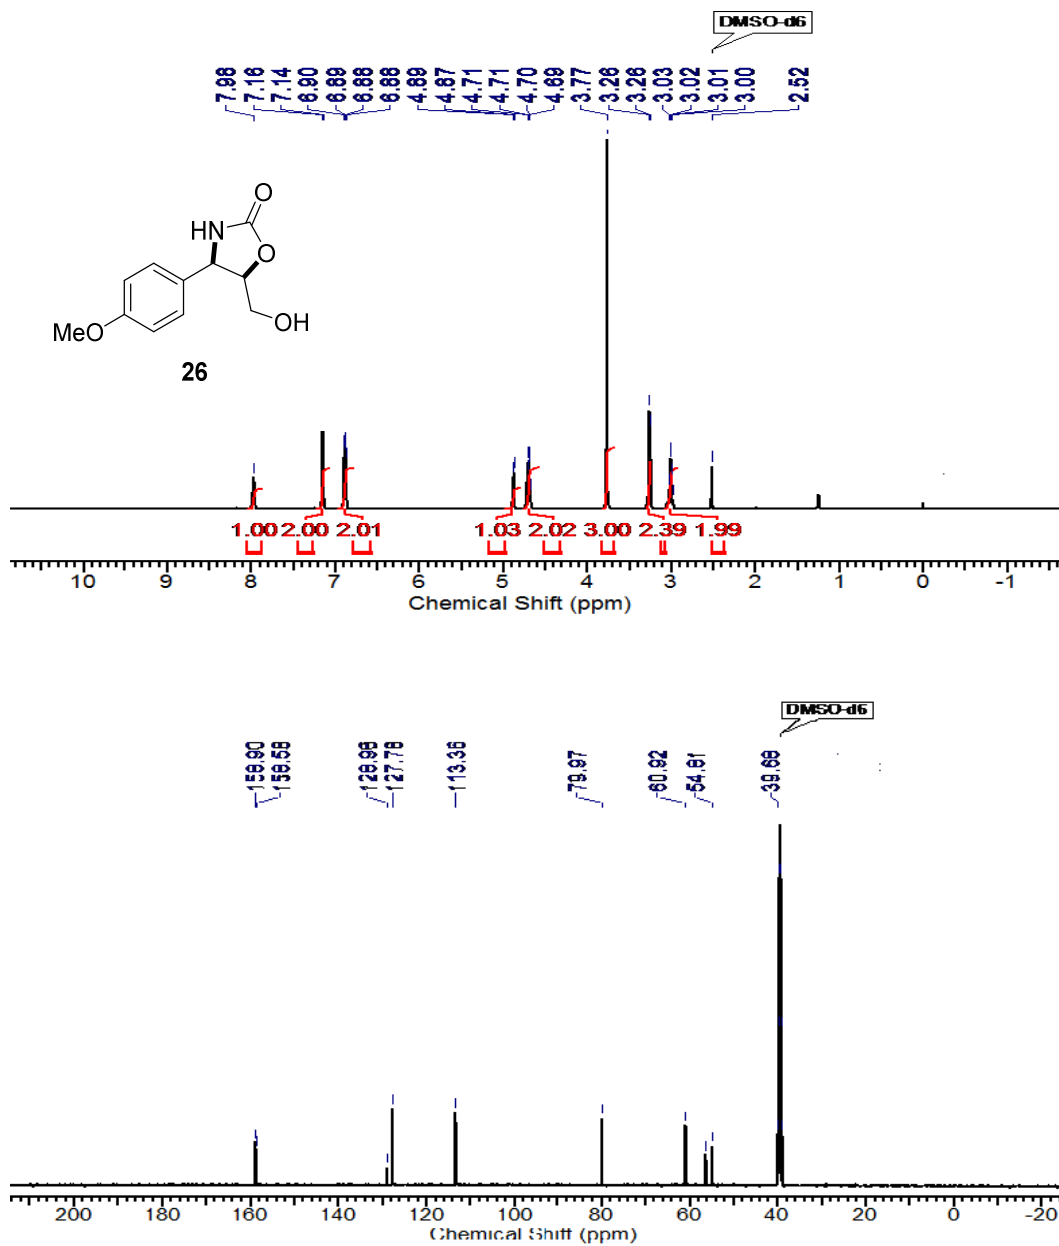 DMSO-d6
7.98 7.16 7.14 6.90 6.89 6.88 6.88 4.89 4.87 4.71 4.71 4.70 4.69 3.77 3.26 3.26 3.03 3.02 3.01 3.00 2.52
O
HN
O
OH
MeO
26
1.00 2.00 2.01 1.03 2.02 3.00 2.39 1.99
10 9 8 7 6 5 4 3 2 1 0 -1
Chemical Shift (ppm)
DMSO-d6
158.90 158.58 128.98 127.78 113.36 79.97 60.92 54.81 39.68
200 180 160 140 120 100 80 60 40 20 0 -20
Chemical Shift (ppm)